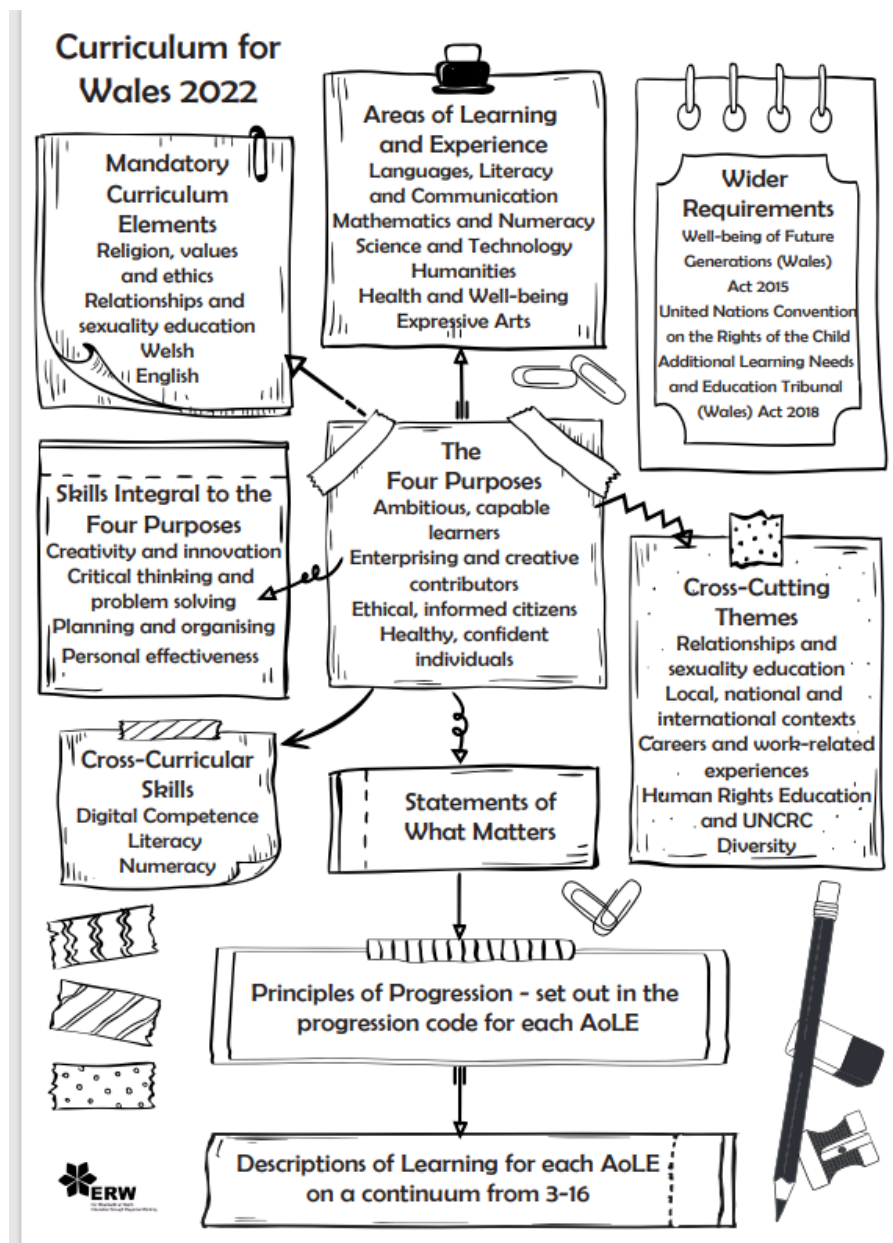 Curriculum for
Wales 2022
Mandatory
Curriculum
Elements
Religion, values
and ethics
Relationships and
sexuality education
Welsh
English
Areas of Learning
and Experience
Languages, Literacy
and Communication
Mathematics and Numeracy
Science and Technology
Humanities
Health and Well-being
Expressive Arts
Wider
Requirements
Well-being of Future
Generations (Wales)
Act 2015
United Nations Convention
on the Rights of the Child
Additional Learning Needs
and Education Tribunal
(Wales) Act 2018
Skills Integral to the
Four Purposes
Creativity and innovation
Critical thinking and
problem solving
Planning and organising
Personal effectiveness
The
Four Purposes
Ambitious, capable
learners
Enterprising and creative
contributors
Ethical, informed citizens
Healthy, confident
individuals
Cross-Cutting
Themes
Relationships and
sexuality education
Local, national and
international contexts
Careers and work-related
experiences
Human Rights Education
and UNCRC
Diversity
Cross-Curricular
Skills
Digital Competence
Literacy
Numeracy
Statements of
What Matters
Principles of Progression - set out in the
progression code for each AoLE
Descriptions of Learning for each AoLE
on a continuum from 3-16
ERW